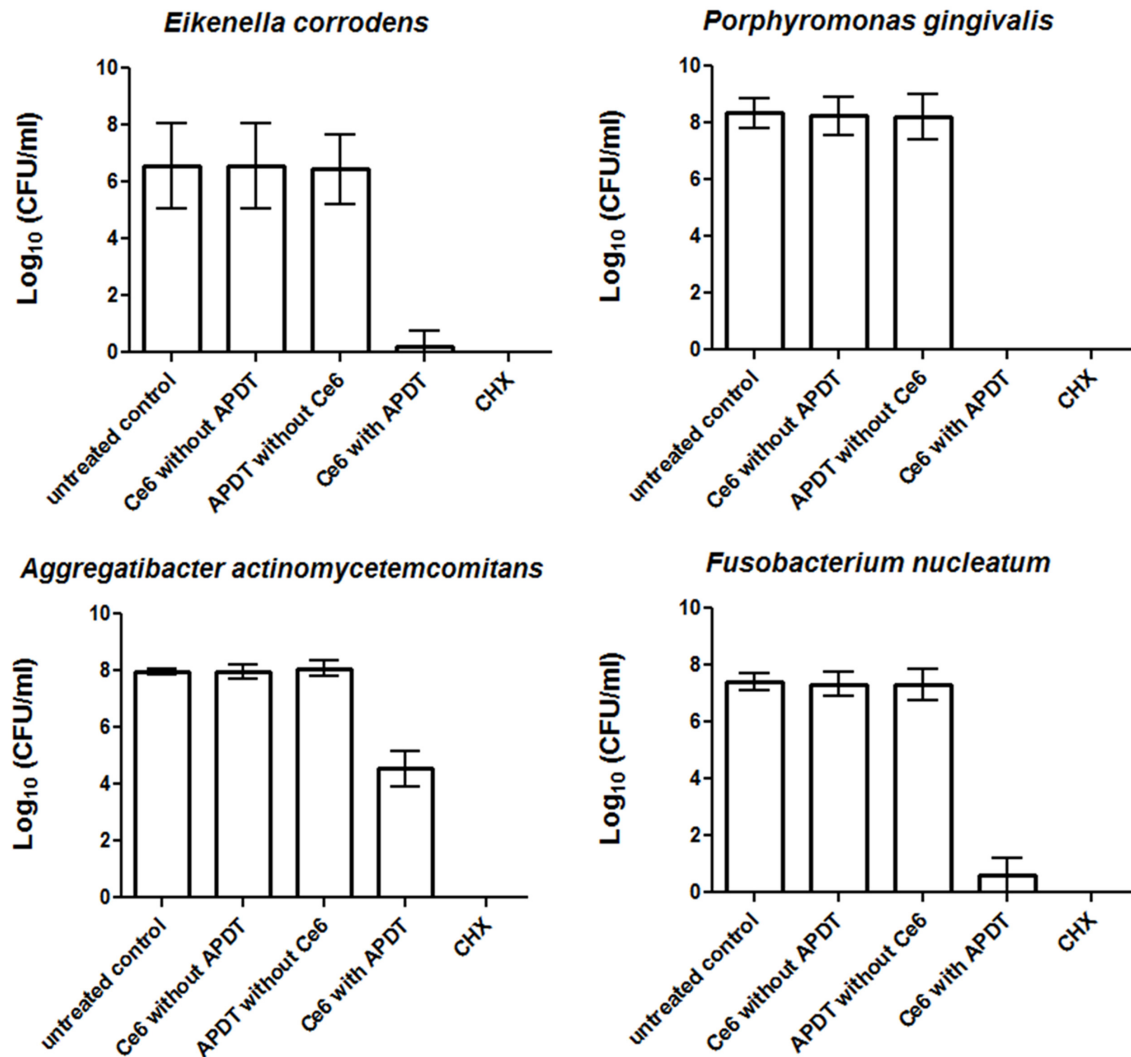 Eikenella corrodens
Log₁₀ (CFU/ml)
10
8
6
4
2
0
untreated control
Ce6 without APDT
APDT without Ce6
Ce6 with APDT
CHX
Porphyromonas gingivalis
Log₁₀ (CFU/ml)
10
8
6
4
2
0
untreated control
Ce6 without APDT
APDT without Ce6
Ce6 with APDT
CHX
Aggregatibacter actinomycetemcomitans
Log₁₀ (CFU/ml)
10
8
6
4
2
0
untreated control
Ce6 without APDT
APDT without Ce6
Ce6 with APDT
CHX
Fusobacterium nucleatum
Log₁₀ (CFU/ml)
10
8
6
4
2
0
untreated control
Ce6 without APDT
APDT without Ce6
Ce6 with APDT
CHX